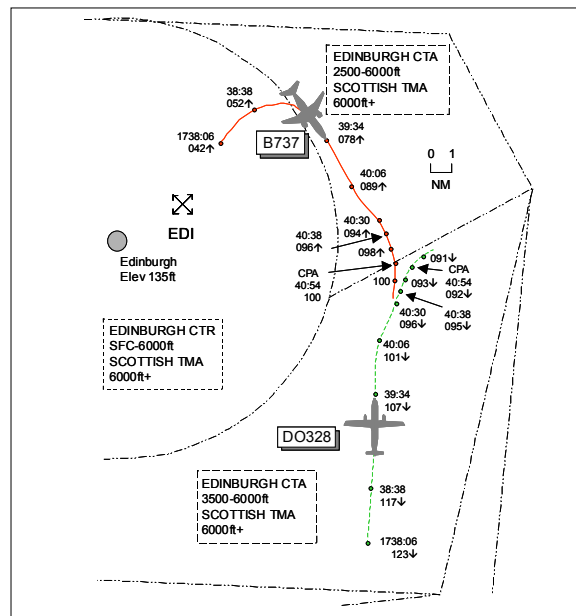 EDINBURGH CTA
2500-6000ft
SCOTTISH TMA
6000ft+
38:38
052↑
1738:06
042↑
B737
39:34
078↑
0 1
NM
40:06
089↑
EDI
Edinburgh
Elev 135ft
40:30
094↑
40:38
096↑
098↑
CPA
40:54
100
100
091↓
CPA
40:54
092↓
093↓
40:38
095↓
40:30
096↓
EDINBURGH CTR
SFC-6000ft
SCOTTISH TMA
6000ft+
40:06
101↓
39:34
107↓
DO328
EDINBURGH CTA
3500-6000ft
SCOTTISH TMA
6000ft+
38:38
117↓
1738:06
123↓